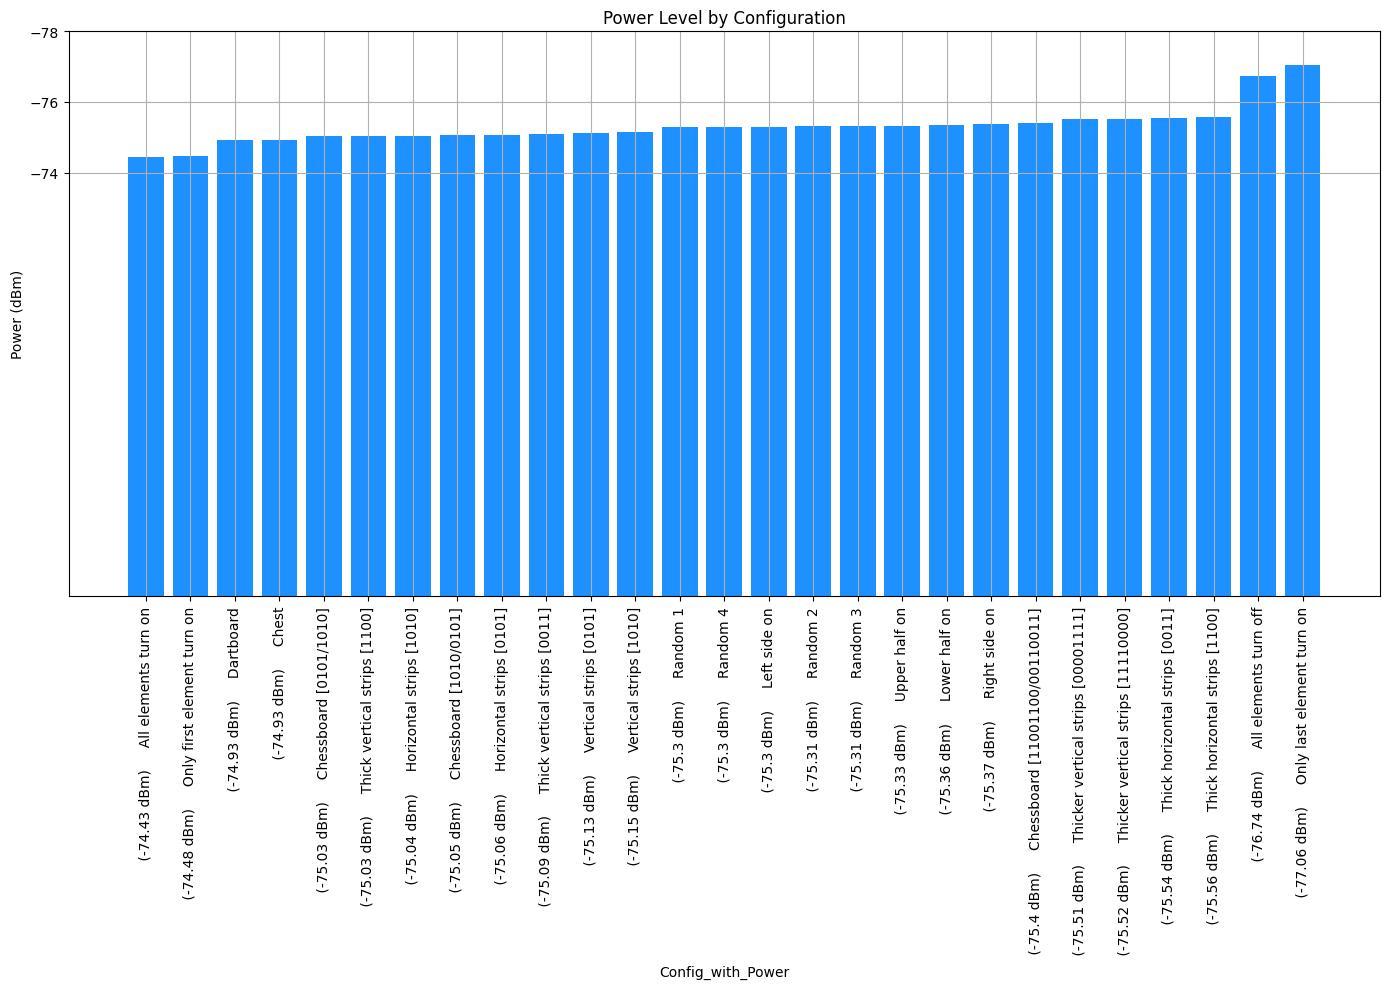 Power Level by Configuration
−78
−76
−74
Power (dBm)
(-74.43 dBm) All elements turn on
(-74.48 dBm) Only first element turn on
(-74.93 dBm) Dartboard
(-74.93 dBm) Chest
(-75.03 dBm) Chessboard [0101/1010]
(-75.03 dBm) Thick vertical strips [1100]
(-75.04 dBm) Horizontal strips [1010]
(-75.05 dBm) Chessboard [1010/0101]
(-75.06 dBm) Horizontal strips [0101]
(-75.09 dBm) Thick vertical strips [0011]
(-75.13 dBm) Vertical strips [0101]
(-75.15 dBm) Vertical strips [1010]
(-75.3 dBm) Random 1
(-75.3 dBm) Random 4
(-75.3 dBm) Left side on
(-75.31 dBm) Random 2
(-75.31 dBm) Random 3
(-75.33 dBm) Upper half on
(-75.36 dBm) Lower half on
(-75.37 dBm) Right side on
(-75.4 dBm) Chessboard [11001100/00110011]
(-75.51 dBm) Thicker vertical strips [00001111]
(-75.52 dBm) Thicker vertical strips [11110000]
(-75.54 dBm) Thick horizontal strips [0011]
(-75.56 dBm) Thick horizontal strips [1100]
(-76.74 dBm) All elements turn off
(-77.06 dBm) Only last element turn on
Config_with_Power